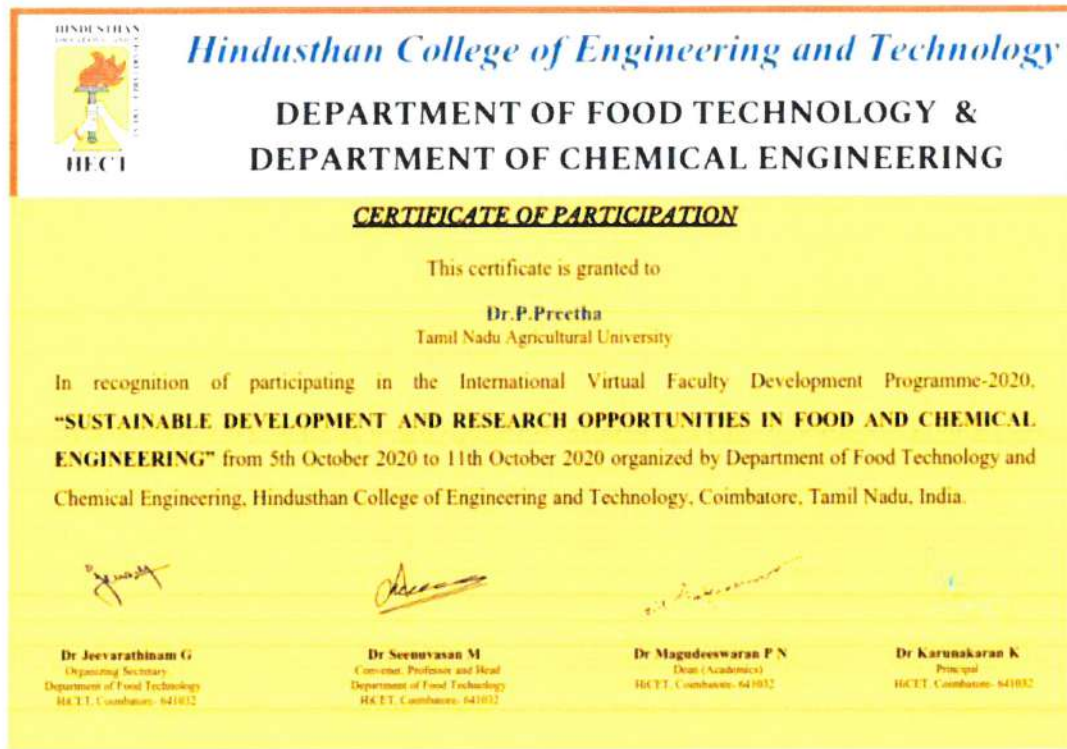 HINDUSTHAN
Hindusthan College of Engineering and Technology
DEPARTMENT OF FOOD TECHNOLOGY &
DEPARTMENT OF CHEMICAL ENGINEERING
CERTIFICATE OF PARTICIPATION
This certificate is granted to
Dr.P.Preetha
Tamil Nadu Agricultural University
In recognition of participating in the International Virtual Faculty Development Programme-2020,
“SUSTAINABLE DEVELOPMENT AND RESEARCH OPPORTUNITIES IN FOOD AND CHEMICAL
ENGINEERING” from 5th October 2020 to 11th October 2020 organized by Department of Food Technology and
Chemical Engineering, Hindusthan College of Engineering and Technology, Coimbatore, Tamil Nadu, India.
Dr Jeevarathinam G
Organizing Secretary
Department of Food Technology
HiCET, Coimbatore- 641032
Dr Seenuvasan M
Convener, Professor and Head
Department of Food Technology
HiCET, Coimbatore- 641032
Dr Magudeeswaran P N
Dean (Academics)
HiCET, Coimbatore- 641032
Dr Karunakaran K
Principal
HiCET, Coimbatore- 641032